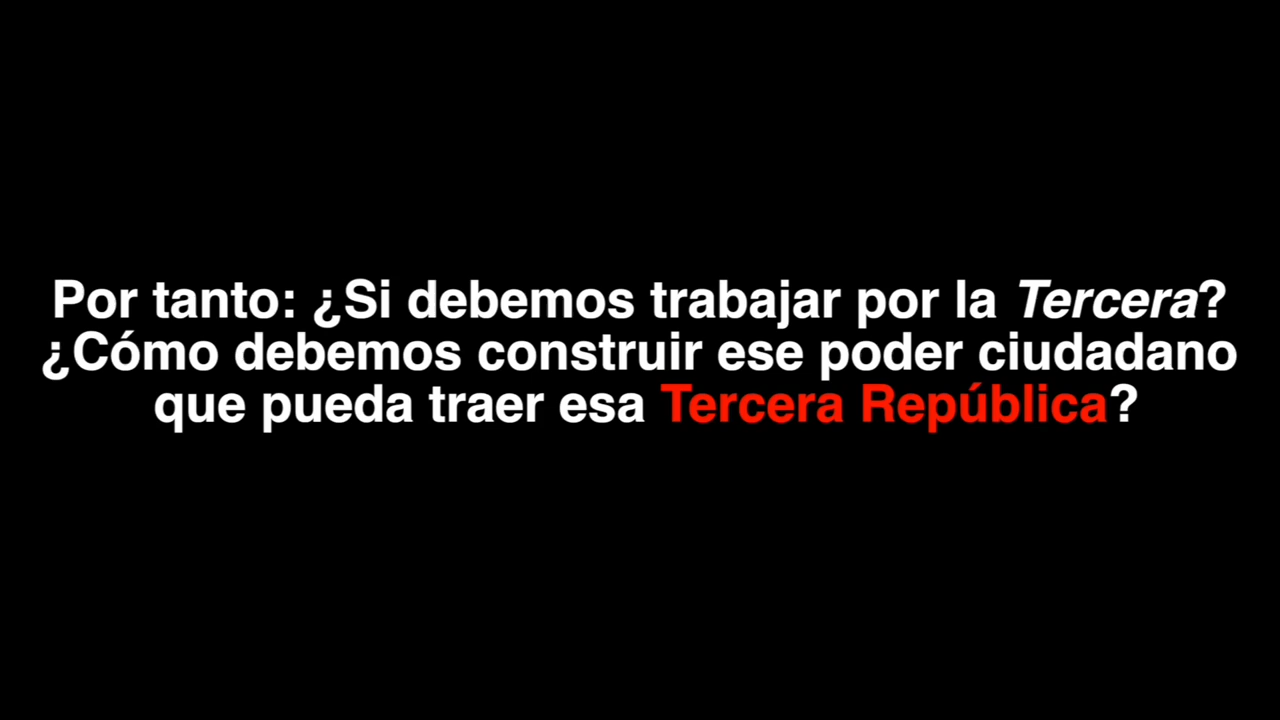 Por tanto: ¿Si debemos trabajar por la Tercera?
¿Cómo debemos construir ese poder ciudadano
que pueda traer esa Tercera República?